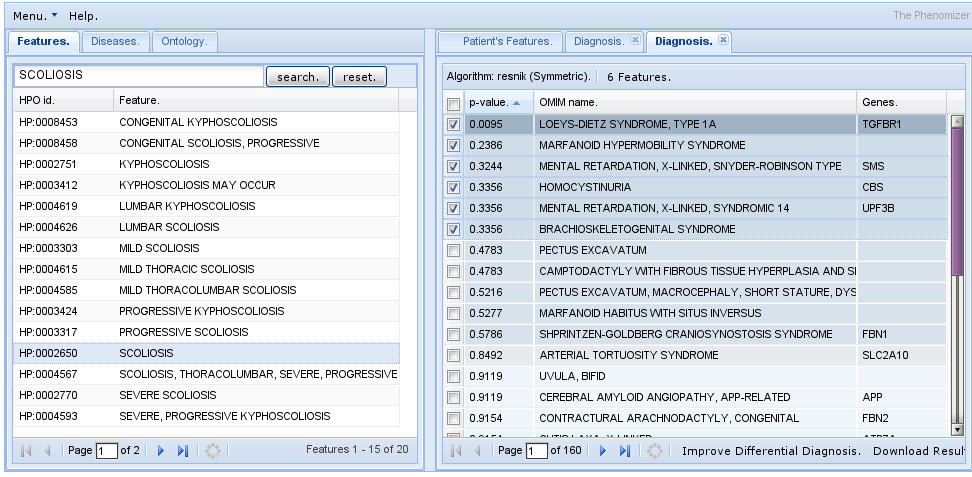 Menu. Help. The Phenomizer
Features. Diseases. Ontology.
SCOLIOSIS search. reset.
HPO id. Feature.
HP:0008453 CONGENITAL KYPHOSCOLIOSIS
HP:0008458 CONGENITAL SCOLIOSIS, PROGRESSIVE
HP:0002751 KYPHOSCOLIOSIS
HP:0003412 KYPHOSCOLIOSIS MAY OCCUR
HP:0004619 LUMBAR KYPHOSCOLIOSIS
HP:0004626 LUMBAR SCOLIOSIS
HP:0003303 MILD SCOLIOSIS
HP:0004615 MILD THORACIC SCOLIOSIS
HP:0004585 MILD THORACOLUMBAR SCOLIOSIS
HP:0003424 PROGRESSIVE KYPHOSCOLIOSIS
HP:0003317 PROGRESSIVE SCOLIOSIS
HP:0002650 SCOLIOSIS
HP:0004567 SCOLIOSIS, THORACOLUMBAR, SEVERE, PROGRESSIVE
HP:0002770 SEVERE SCOLIOSIS
HP:0004593 SEVERE, PROGRESSIVE KYPHOSCOLIOSIS
Page 1 of 2 Features 1 - 15 of 20
Patient's Features. Diagnosis. Diagnosis.
Algorithm: resnik (Symmetric). 6 Features.
p-value. OMIM name. Genes.
0.0095 LOEYS-DIETZ SYNDROME, TYPE 1A TGFBR1
0.2386 MARFANOID HYPERMOBILITY SYNDROME
0.3244 MENTAL RETARDATION, X-LINKED, SNYDER-ROBINSON TYPE SMS
0.3356 HOMOCYSTINURIA CBS
0.3356 MENTAL RETARDATION, X-LINKED, SYNDROMIC 14 UPF3B
0.3356 BRACHIOSKELETOGENITAL SYNDROME
0.4783 PECTUS EXCAVATUM
0.4783 CAMPTODACTYLY WITH FIBROUS TISSUE HYPERPLASIA AND SI
0.5216 PECTUS EXCAVATUM, MACROCEPHALY, SHORT STATURE, DYS
0.5277 MARFANOID HABITUS WITH SITUS INVERSUS
0.5786 SHPRINTZEN-GOLDBERG CRANIOSYNOSTOSIS SYNDROME FBN1
0.8492 ARTERIAL TORTUOSITY SYNDROME SLC2A10
0.9119 UVULA, BIFID
0.9119 CEREBRAL AMYLOID ANGIOPATHY, APP-RELATED APP
0.9154 CONTRACTURAL ARACHNODACTYLY, CONGENITAL FBN2
Page 1 of 160 Improve Differential Diagnosis. Download Resul